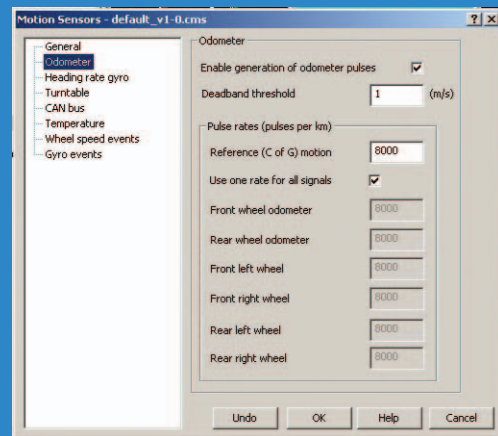 Motion Sensors - default_v1-0.cms
General
Odometer
Heading rate gyro
Turntable
CAN bus
Temperature
Wheel speed events
Gyro events
Odometer
Enable generation of odometer pulses
Deadband threshold 1 (m/s)
Pulse rates (pulses per km)
Reference (C of G) motion 8000
Use one rate for all signals
Front wheel odometer 8000
Rear wheel odometer 8000
Front left wheel 8000
Front right wheel 8000
Rear left wheel 8000
Rear right wheel 8000
Undo OK Help Cancel